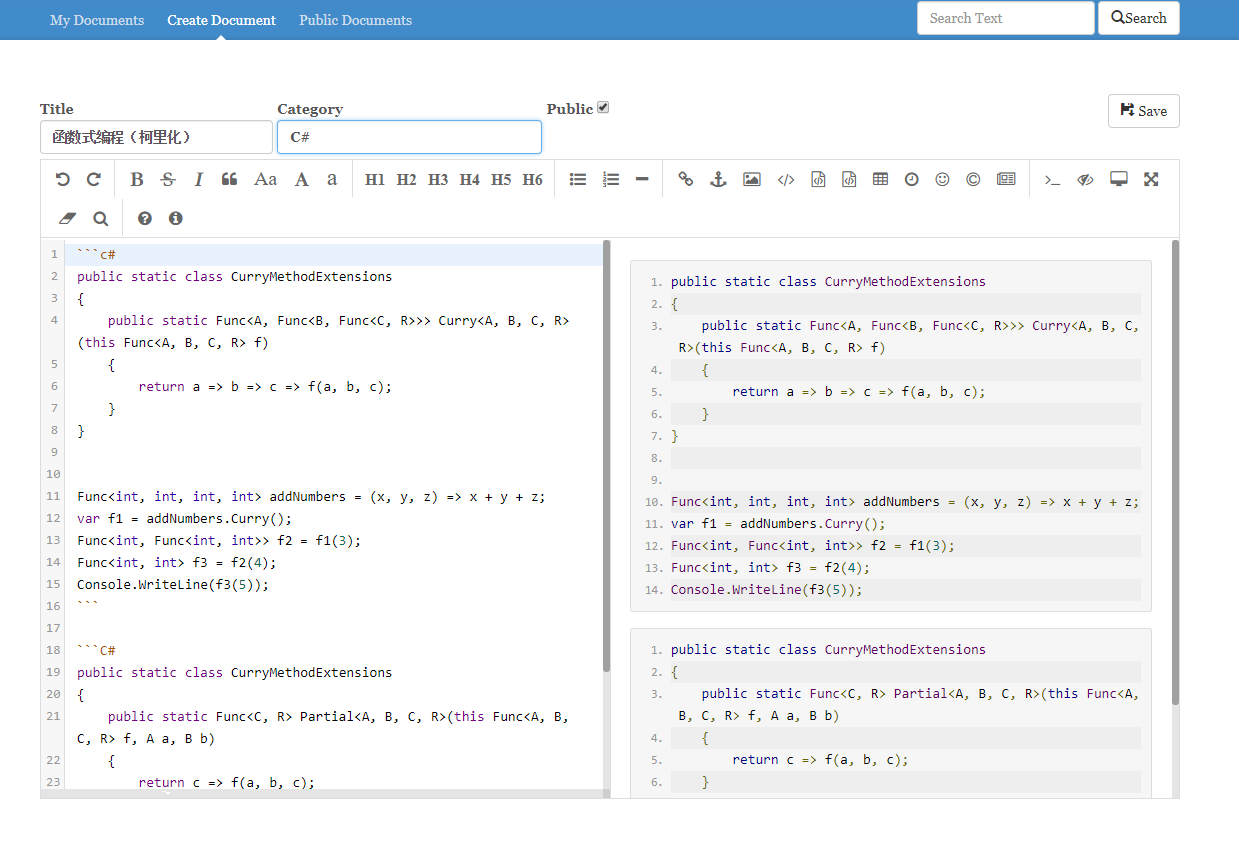 My Documents Create Document Public Documents Search Text Search
Title Category Public Save
函数式编程（柯里化） C#
B S I Aa A a H1 H2 H3 H4 H5 H6
1 ```c#
2 public static class CurryMethodExtensions
3 {
4 public static Func<A, Func<B, Func<C, R>>> Curry<A, B, C, R>
(this Func<A, B, C, R> f)
5 {
6 return a => b => c => f(a, b, c);
7 }
8 }
9
10
11 Func<int, int, int, int> addNumbers = (x, y, z) => x + y + z;
12 var f1 = addNumbers.Curry();
13 Func<int, Func<int, int>> f2 = f1(3);
14 Func<int, int> f3 = f2(4);
15 Console.WriteLine(f3(5));
16 ```
17
18 ```C#
19 public static class CurryMethodExtensions
20 {
21 public static Func<C, R> Partial<A, B, C, R>(this Func<A, B,
C, R> f, A a, B b)
22 {
23 return c => f(a, b, c);
1. public static class CurryMethodExtensions
2. {
3. public static Func<A, Func<B, Func<C, R>>> Curry<A, B, C,
R>(this Func<A, B, C, R> f)
4. {
5. return a => b => c => f(a, b, c);
6. }
7. }
8.
9.
10. Func<int, int, int, int> addNumbers = (x, y, z) => x + y + z;
11. var f1 = addNumbers.Curry();
12. Func<int, Func<int, int>> f2 = f1(3);
13. Func<int, int> f3 = f2(4);
14. Console.WriteLine(f3(5));
1. public static class CurryMethodExtensions
2. {
3. public static Func<C, R> Partial<A, B, C, R>(this Func<A,
B, C, R> f, A a, B b)
4. {
5. return c => f(a, b, c);
6. }